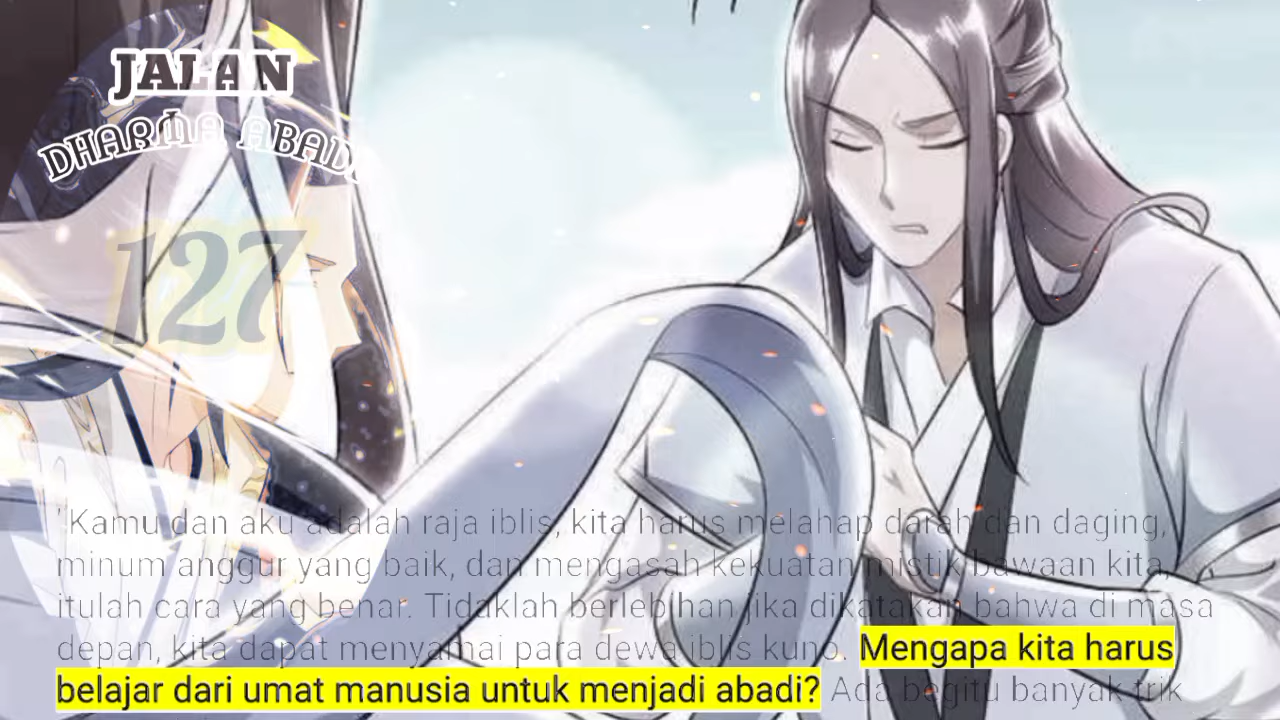 JALAN
DHARMA ABADI
127
"Kamu dan aku adalah raja iblis, kita harus melahap darah dan daging,
minum anggur yang baik, dan mengasah kekuatan mistik bawaan kita,
itulah cara yang benar. Tidaklah berlebihan jika dikatakan bahwa di masa
depan, kita dapat menyamai para dewa iblis kuno. Mengapa kita harus
belajar dari umat manusia untuk menjadi abadi? Ada begitu banyak trik